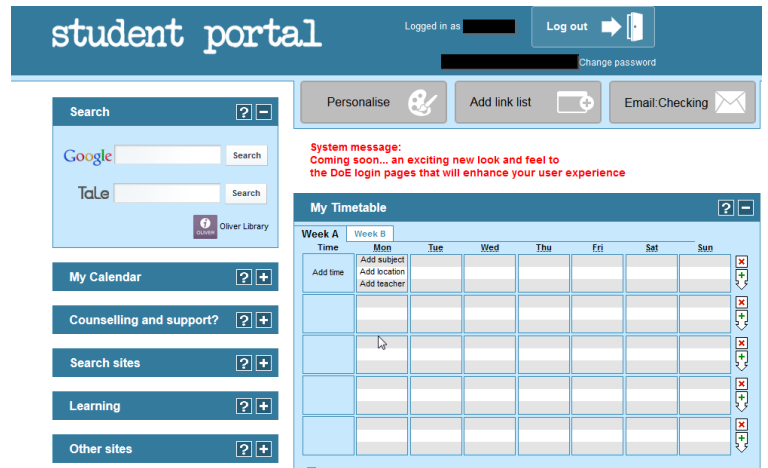 student portal
Logged in as
Log out
Change password
Personalise
Add link list
Email:Checking
Search
?
Google
Search
TaLe
Search
OLIVER
Oliver Library
System message:
Coming soon... an exciting new look and feel to
the DoE login pages that will enhance your user experience
My Calendar
?
Counselling and support?
?
Search sites
?
Learning
?
Other sites
?
My Timetable
?
Week A Week B
Time Mon Tue Wed Thu Fri Sat Sun
Add time
Add subject
Add location
Add teacher